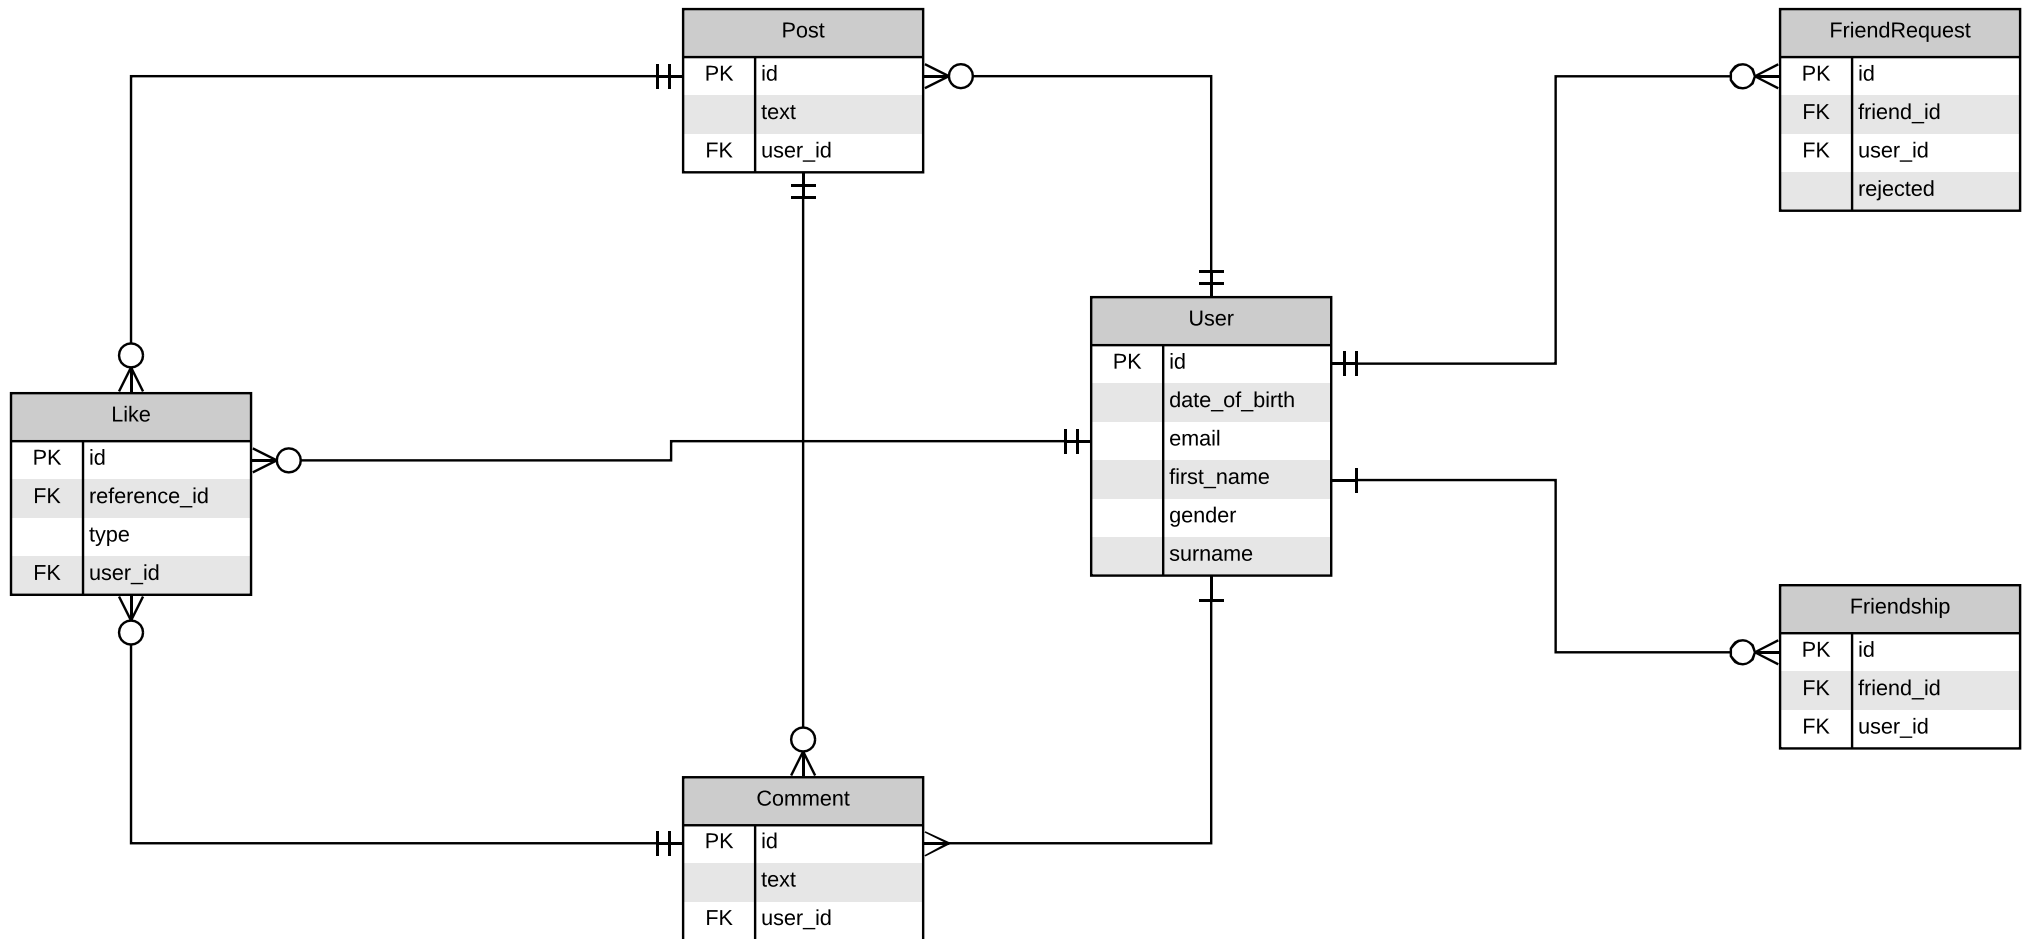 Post
PK id
text
FK user_id
FriendRequest
PK id
FK friend_id
FK user_id
rejected
User
PK id
date_of_birth
email
first_name
gender
surname
Like
PK id
FK reference_id
type
FK user_id
Friendship
PK id
FK friend_id
FK user_id
Comment
PK id
text
FK user_id